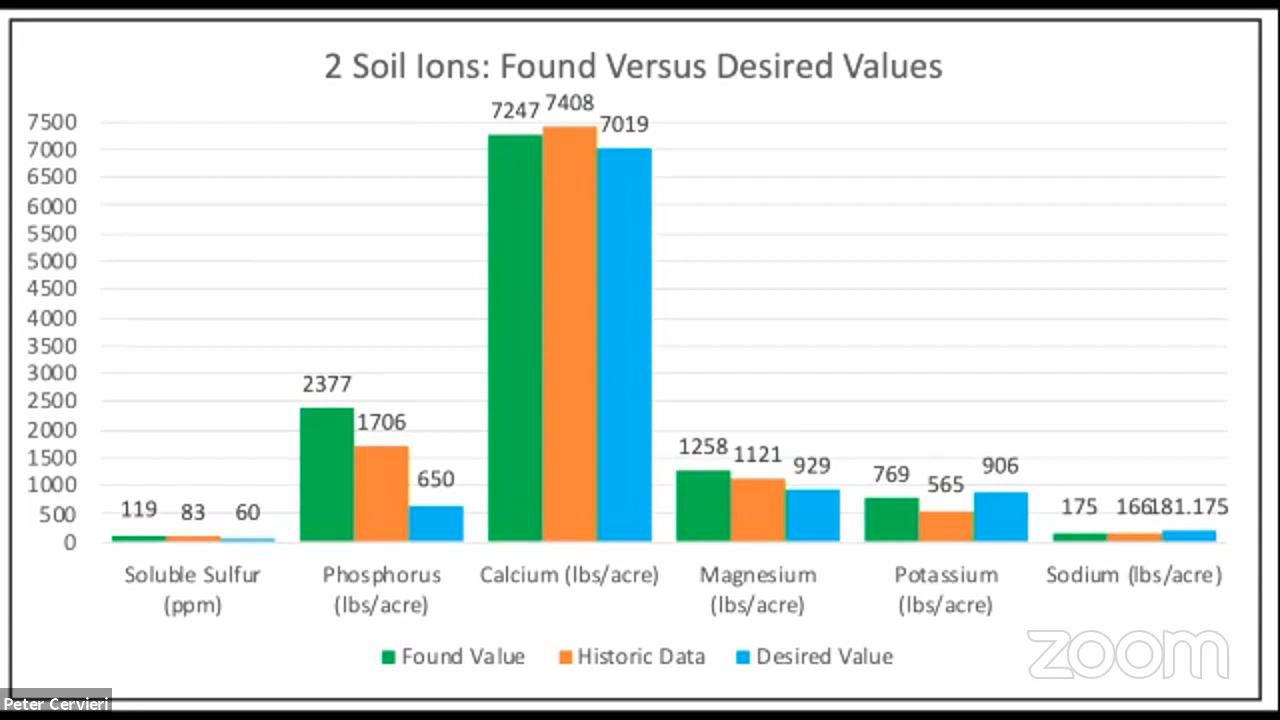 2 Soil Ions: Found Versus Desired Values
7500
7000
6500
6000
5500
5000
4500
4000
3500
3000
2500
2000
1500
1000
500
0
119 83 60
2377 1706 650
7247 7408 7019
1258 1121 929
769 565 906
175 166 181.175
Soluble Sulfur
(ppm)
Phosphorus
(lbs/acre)
Calcium (lbs/acre)
Magnesium
(lbs/acre)
Potassium
(lbs/acre)
Sodium (lbs/acre)
Found Value Historic Data Desired Value
zoom
Peter Cervieri